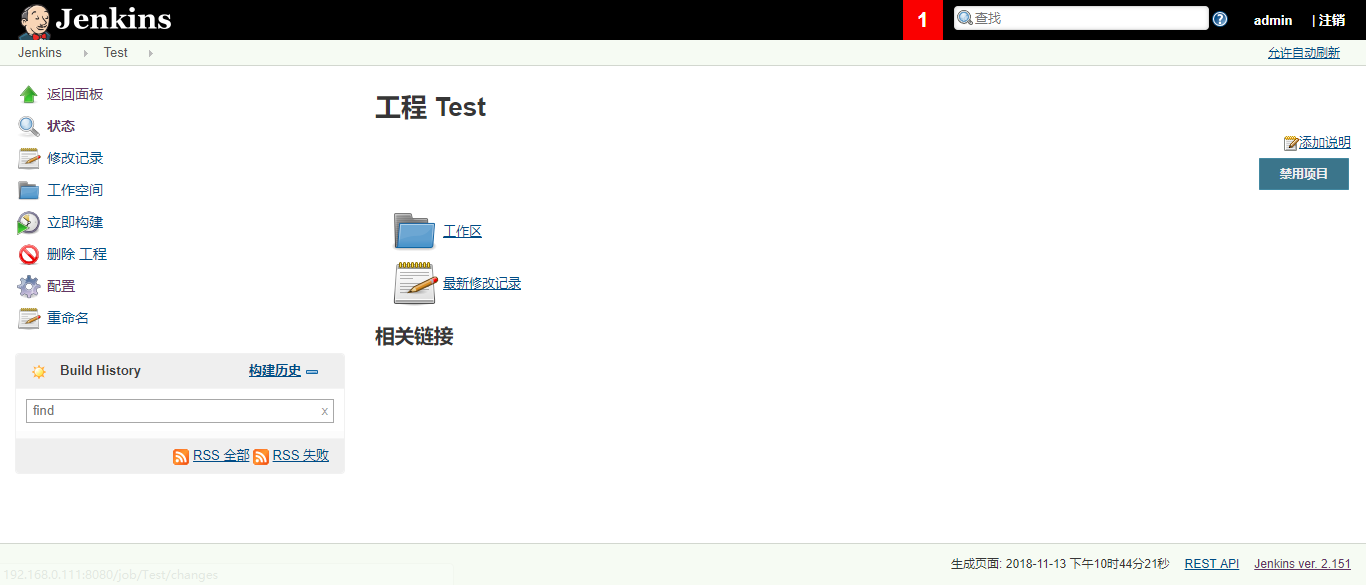 Jenkins
1
查找
?
admin
| 注销
Jenkins
Test
允许自动刷新
返回面板
状态
修改记录
工作空间
立即构建
删除 工程
配置
重命名
Build History
构建历史
find
x
RSS 全部
RSS 失败
工程 Test
添加说明
禁用项目
工作区
最新修改记录
相关链接
192.168.0.111:8080/job/Test/changes
生成页面: 2018-11-13 下午10时44分21秒
REST API
Jenkins ver. 2.151